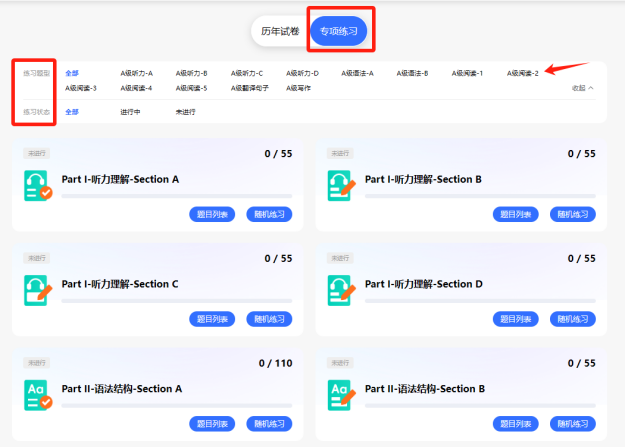 历年试卷 专项练习
练习题型 全部 A级听力-A A级听力-B A级听力-C A级听力-D A级语法-A A级语法-B A级阅读-1 A级阅读-2
A级阅读-3 A级阅读-4 A级阅读-5 A级翻译句子 A级写作 收起
练习状态 全部 进行中 未进行
未进行 0 / 55
Part I-听力理解-Section A
题目列表 随机练习
未进行 0 / 55
Part I-听力理解-Section B
题目列表 随机练习
未进行 0 / 55
Part I-听力理解-Section C
题目列表 随机练习
未进行 0 / 55
Part I-听力理解-Section D
题目列表 随机练习
未进行 0 / 110
Aa
Part II-语法结构-Section A
题目列表 随机练习
未进行 0 / 55
Aa
Part II-语法结构-Section B
题目列表 随机练习